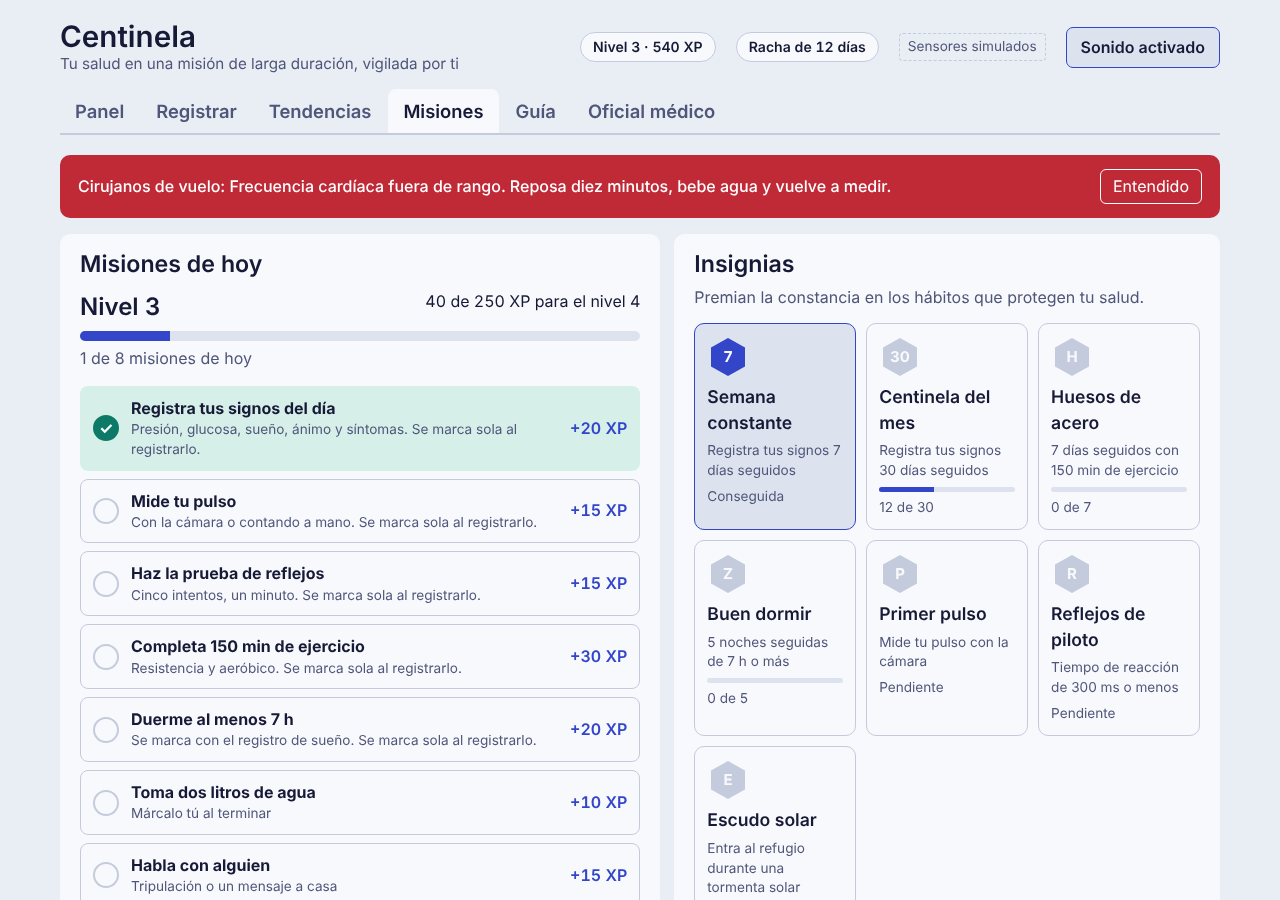 Centinela
Tu salud en una misión de larga duración, vigilada por ti
Nivel 3 · 540 XP
Racha de 12 días
Sensores simulados
Sonido activado
Panel
Registrar
Tendencias
Misiones
Guía
Oficial médico
Cirujanos de vuelo: Frecuencia cardíaca fuera de rango. Reposa diez minutos, bebe agua y vuelve a medir.
Entendido
Misiones de hoy
Nivel 3
40 de 250 XP para el nivel 4
1 de 8 misiones de hoy
Registra tus signos del día
Presión, glucosa, sueño, ánimo y síntomas. Se marca sola al
registrarlo.
+20 XP
Mide tu pulso
Con la cámara o contando a mano. Se marca sola al registrarlo.
+15 XP
Haz la prueba de reflejos
Cinco intentos, un minuto. Se marca sola al registrarlo.
+15 XP
Completa 150 min de ejercicio
Resistencia y aeróbico. Se marca sola al registrarlo.
+30 XP
Duerme al menos 7 h
Se marca con el registro de sueño. Se marca sola al registrarlo.
+20 XP
Toma dos litros de agua
Márcalo tú al terminar
+10 XP
Habla con alguien
Tripulación o un mensaje a casa
+15 XP
Insignias
Premian la constancia en los hábitos que protegen tu salud.
7
Semana
constante
Registra tus signos 7
días seguidos
Conseguida
30
Centinela del
mes
Registra tus signos
30 días seguidos
12 de 30
H
Huesos de
acero
7 días seguidos con
150 min de ejercicio
0 de 7
Z
Buen dormir
5 noches seguidas
de 7 h o más
0 de 5
P
Primer pulso
Mide tu pulso con la
cámara
Pendiente
R
Reflejos de
piloto
Tiempo de reacción
de 300 ms o menos
Pendiente
E
Escudo solar
Entra al refugio
durante una
tormenta solar